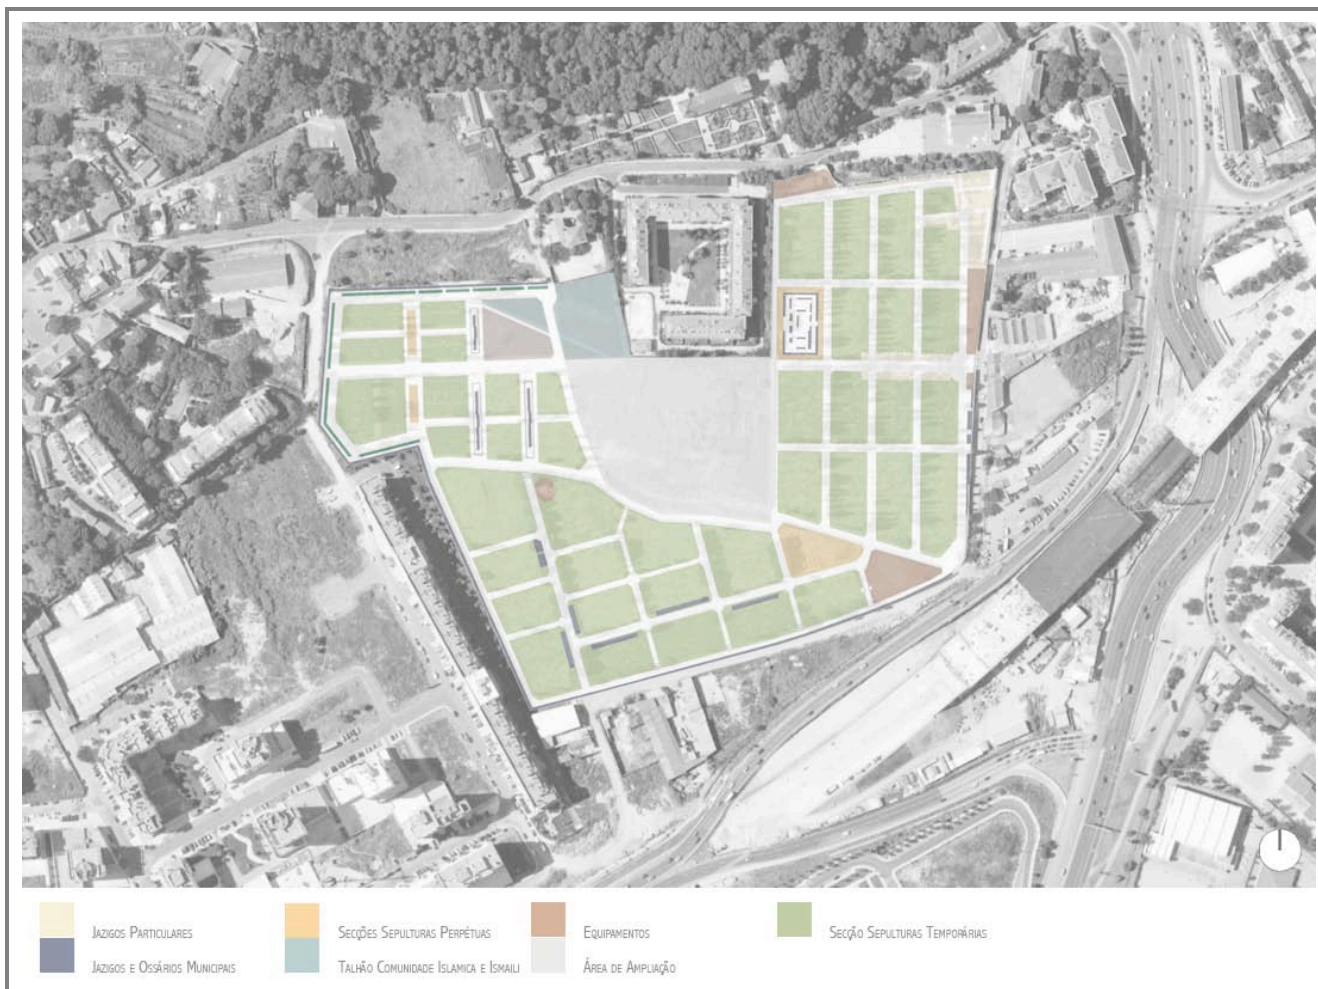 Jazigos Particulares
Secções Sepulturas Perpétuas
Equipamentos
Secção Sepulturas Temporárias
Jazigos e Ossários Municipais
Talhão Comunidade Islamica e Ismaili
Área de Ampliação